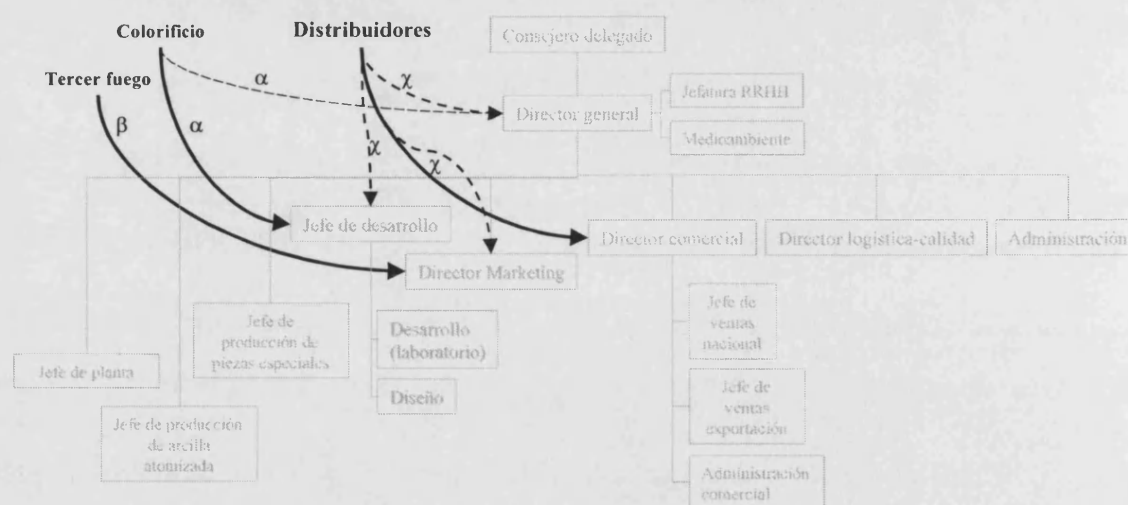 Colorificio
Distribuidores
Consejero delegado
Tercer fuego
α
χ
Jefatura RRHH
Director general
β
α
χ
χ
Medioambiente
Jefe de desarrollo
Director comercial
Director logística-calidad
Administración
Director Marketing
Jefe de
producción de
piezas especiales
Desarrollo
(laboratorio)
Jefe de
ventas
nacional
Jefe de planta
Diseño
Jefe de producción
de arcilla
atomizada
Jefe de
ventas
exportación
Administración
comercial